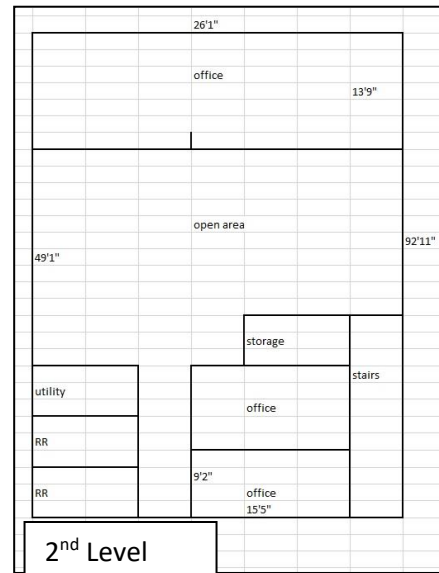 26'1"
office
13'9"
open area
92'11"
49'1"
storage
stairs
utility
office
RR
9'2"
RR
office
15'5"
2nd Level